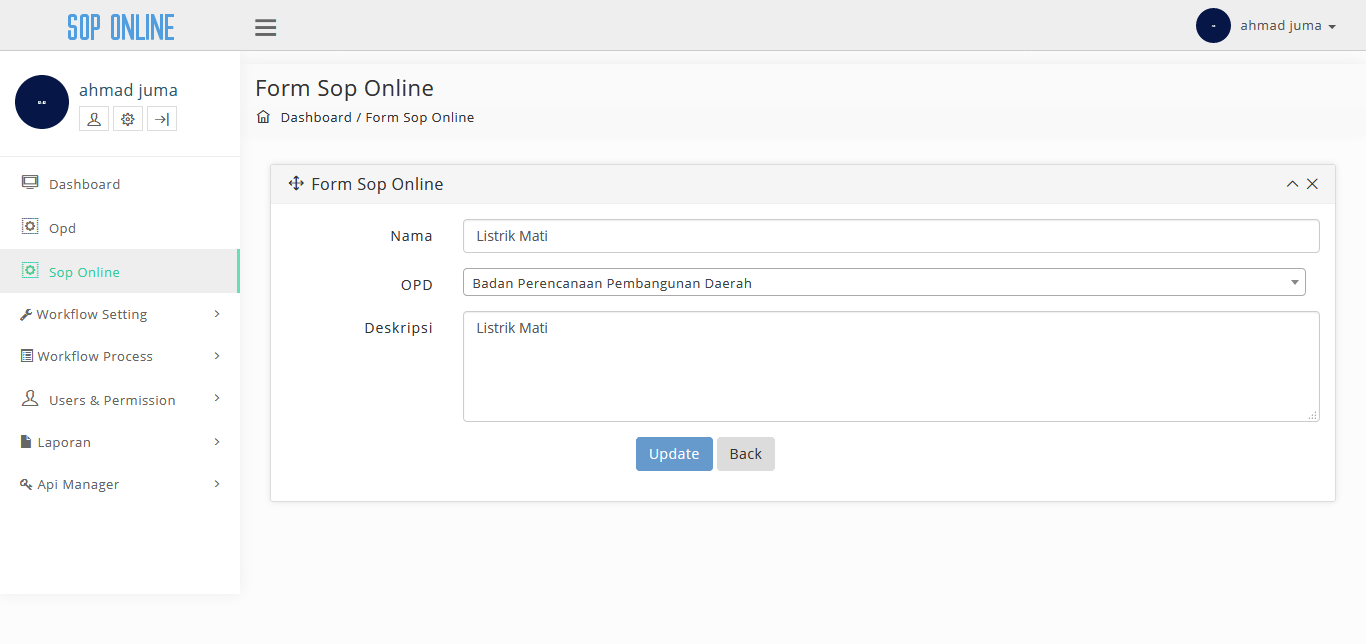 SOP ONLINE
ahmad juma
ahmad juma
Dashboard
Opd
Sop Online
Workflow Setting
Workflow Process
Users & Permission
Laporan
Api Manager
Form Sop Online
Dashboard / Form Sop Online
Form Sop Online
Nama
Listrik Mati
OPD
Badan Perencanaan Pembangunan Daerah
Deskripsi
Listrik Mati
Update
Back